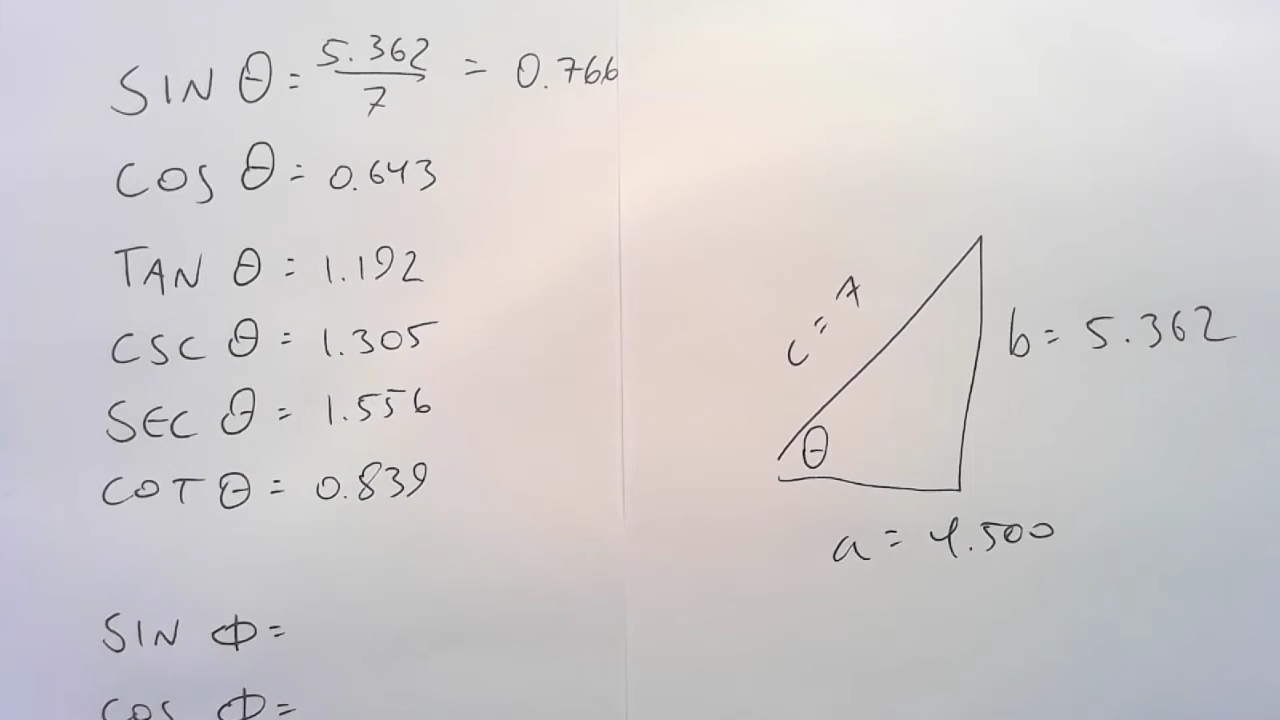 SIN θ = 5.362 / 7 = 0.766
COS θ = 0.643
TAN θ = 1.192
CSC θ = 1.305
SEC θ = 1.556
COT θ = 0.839
SIN Φ =
COS Φ =
b = 5.362
a = 4.500